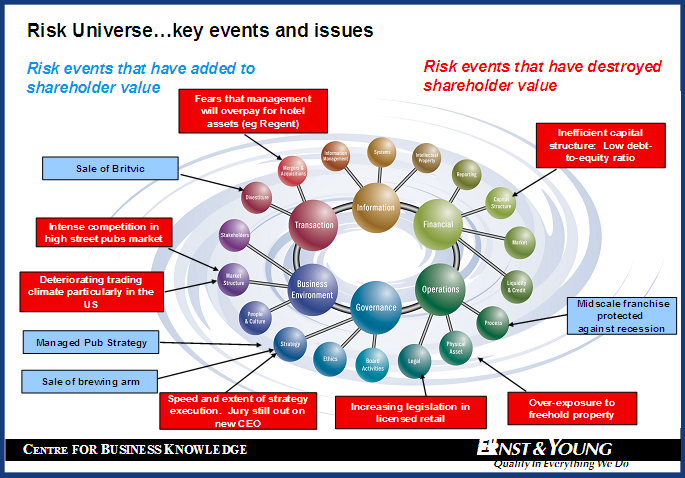 Risk Universe…key events and issues
Risk events that have added to
shareholder value
Risk events that have destroyed
shareholder value
Fears that management
will overpay for hotel
assets (eg Regent)
Inefficient capital
structure: Low debt-
to-equity ratio
Sale of Britvic
Intense competition in
high street pubs market
Deteriorating trading
climate particularly in the
US
Managed Pub Strategy
Sale of brewing arm
Speed and extent of strategy
execution. Jury still out on
new CEO
Increasing legislation in
licensed retail
Over-exposure to
freehold property
Midscale franchise
protected
against recession
Mergers &
Acquisitions
Information
Management
Systems
Intellectual
Property
Reporting
Capital
Structure
Market
Liquidity
& Credit
Process
Physical
Asset
Legal
Board
Activities
Ethics
Strategy
People
& Culture
Market
Structure
Stakeholders
Divestiture
Transaction
Information
Financial
Operations
Governance
Business
Environment
CENTRE FOR BUSINESS KNOWLEDGE
ERNST & YOUNG
Quality In Everything We Do